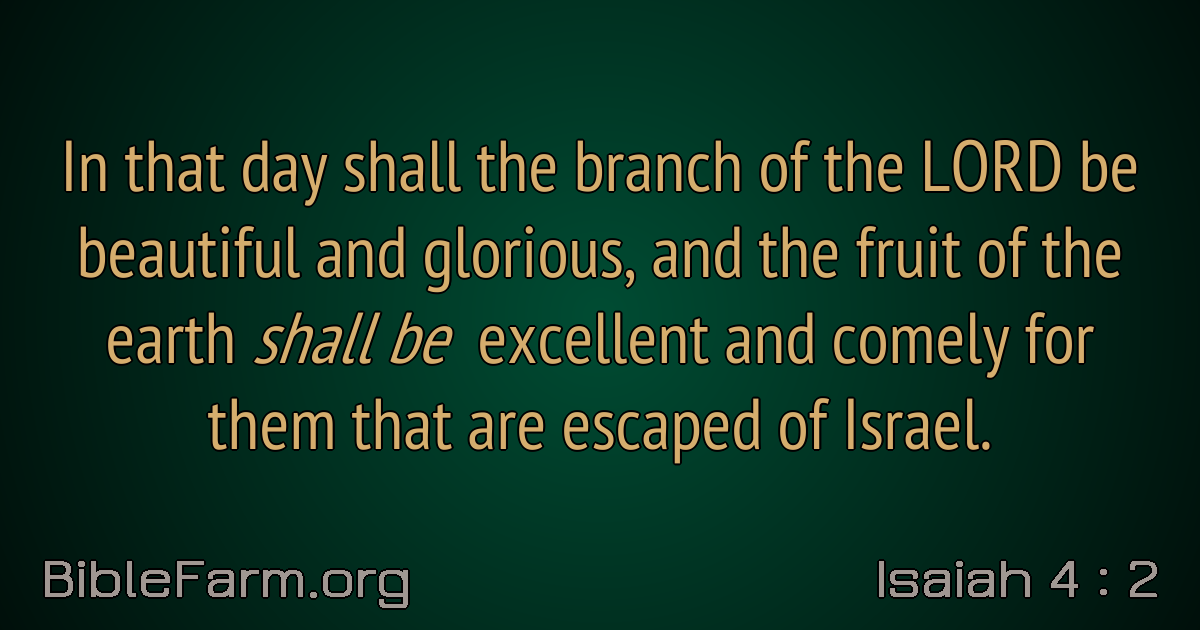 In that day shall the branch of the LORD be
beautiful and glorious, and the fruit of the
earth shall be excellent and comely for
them that are escaped of Israel.
BibleFarm.org
Isaiah 4 : 2